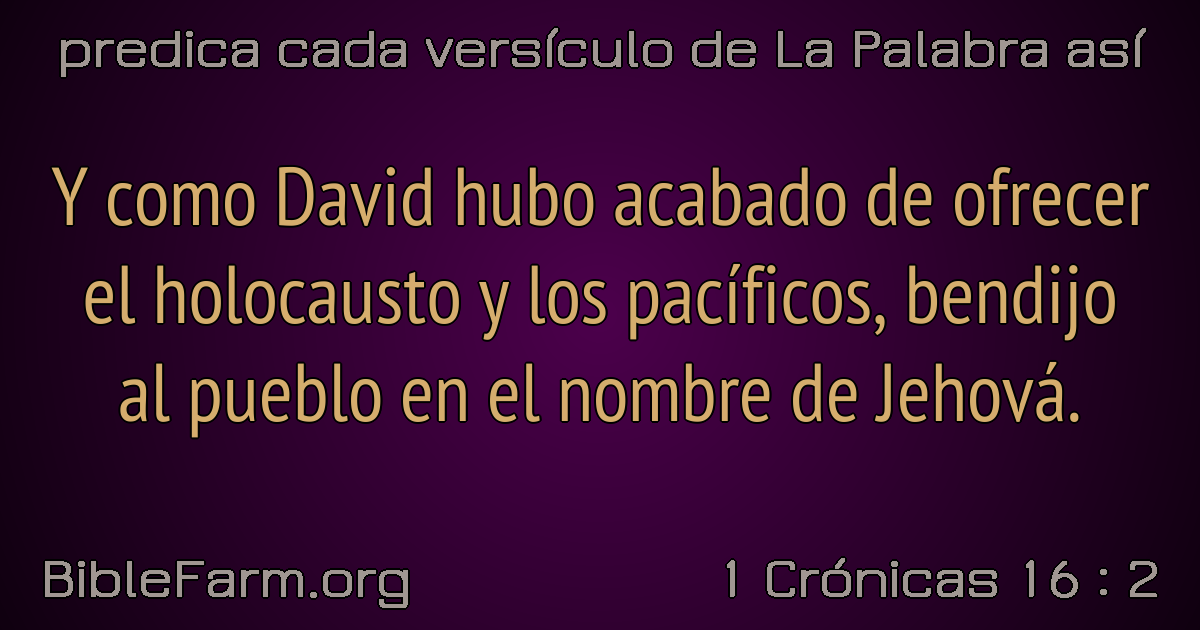 predica cada versículo de La Palabra así
Y como David hubo acabado de ofrecer
el holocausto y los pacíficos, bendijo
al pueblo en el nombre de Jehová.
BibleFarm.org
1 Crónicas 16 : 2